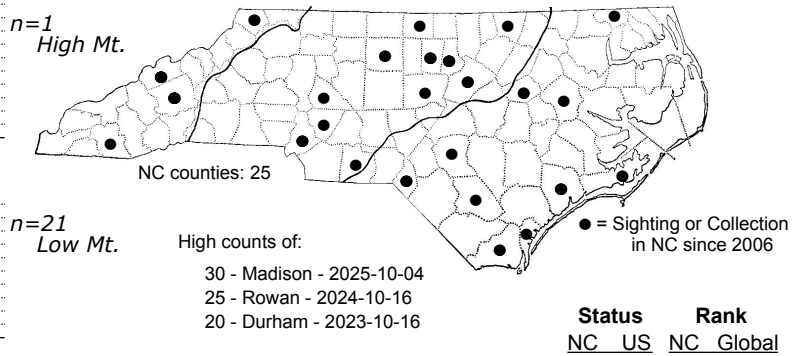 n=1
High Mt.
NC counties: 25
n=21
Low Mt.
High counts of:
30 - Madison - 2025-10-04
25 - Rowan - 2024-10-16
20 - Durham - 2023-10-16
● = Sighting or Collection
in NC since 2006
Status Rank
NC US NC Global